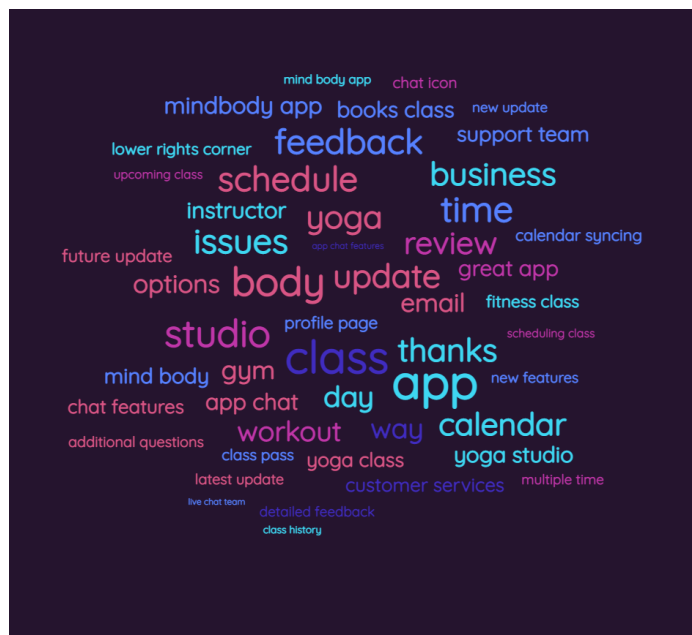 mind body app
chat icon
mindbody app
books class
new update
feedback
support team
lower rights corner
upcoming class
schedule
business
instructor
yoga
time
issues
app chat features
review
calendar syncing
future update
options
body
update
great app
email
fitness class
studio
profile page
scheduling class
class
thanks
mind body
gym
app
new features
chat features
app chat
day
additional questions
workout
way
calendar
class pass
yoga class
yoga studio
latest update
customer services
multiple time
live chat team
detailed feedback
class history